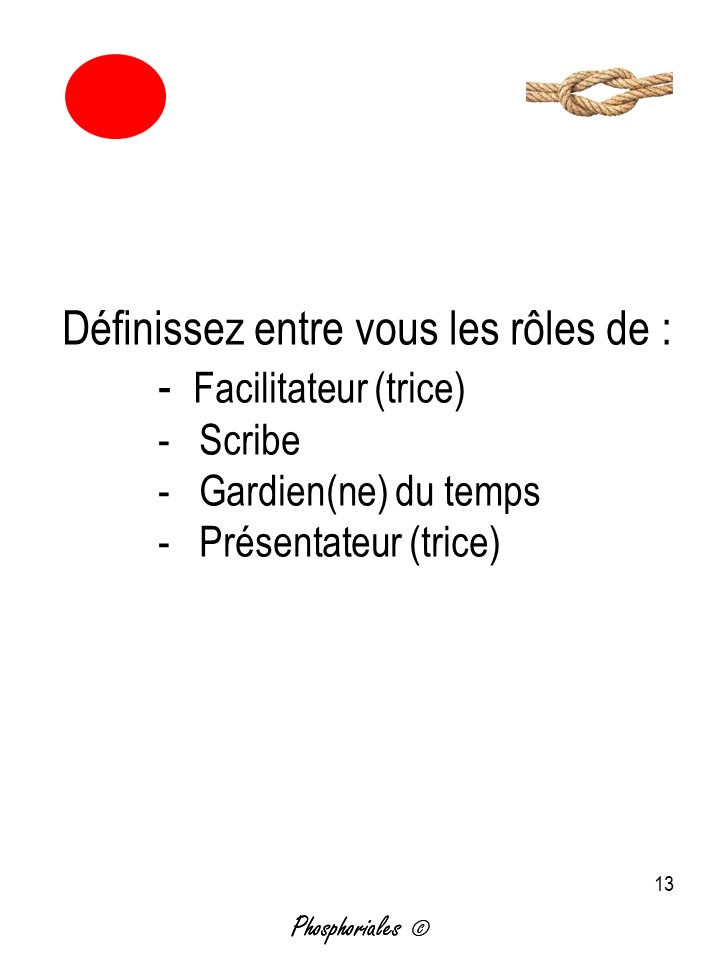 Définissez entre vous les rôles de :
- Facilitateur (trice)
- Scribe
- Gardien(ne) du temps
- Présentateur (trice)
13
Phosphoriales ©